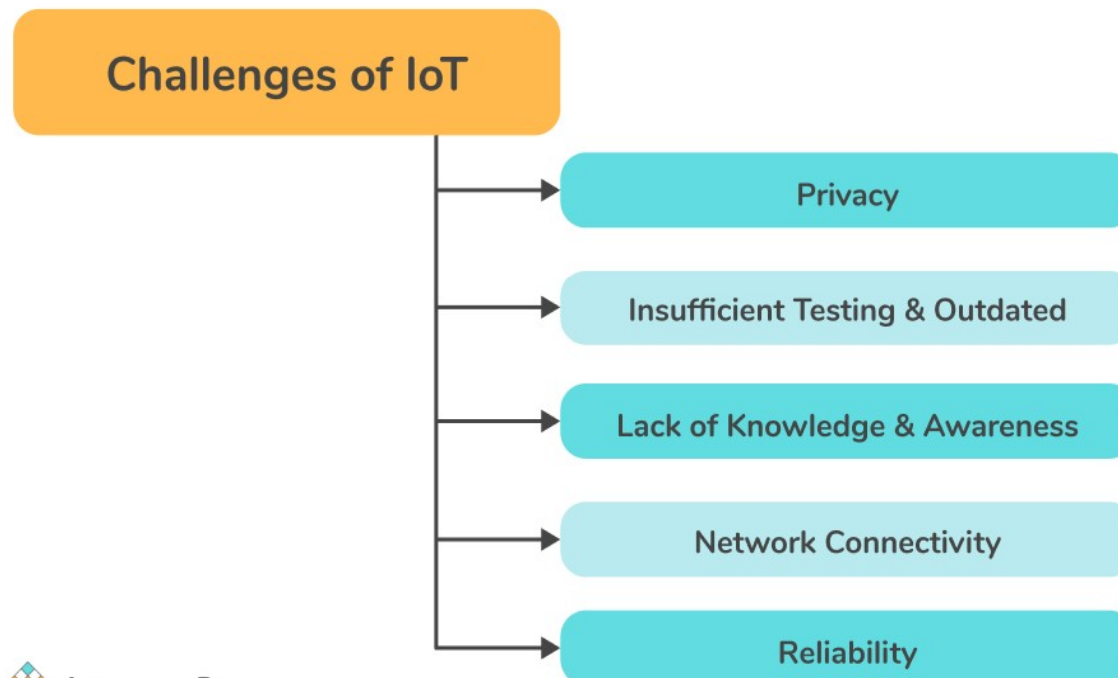 Challenges of IoT
Privacy
Insufficient Testing & Outdated
Lack of Knowledge & Awareness
Network Connectivity
Reliability